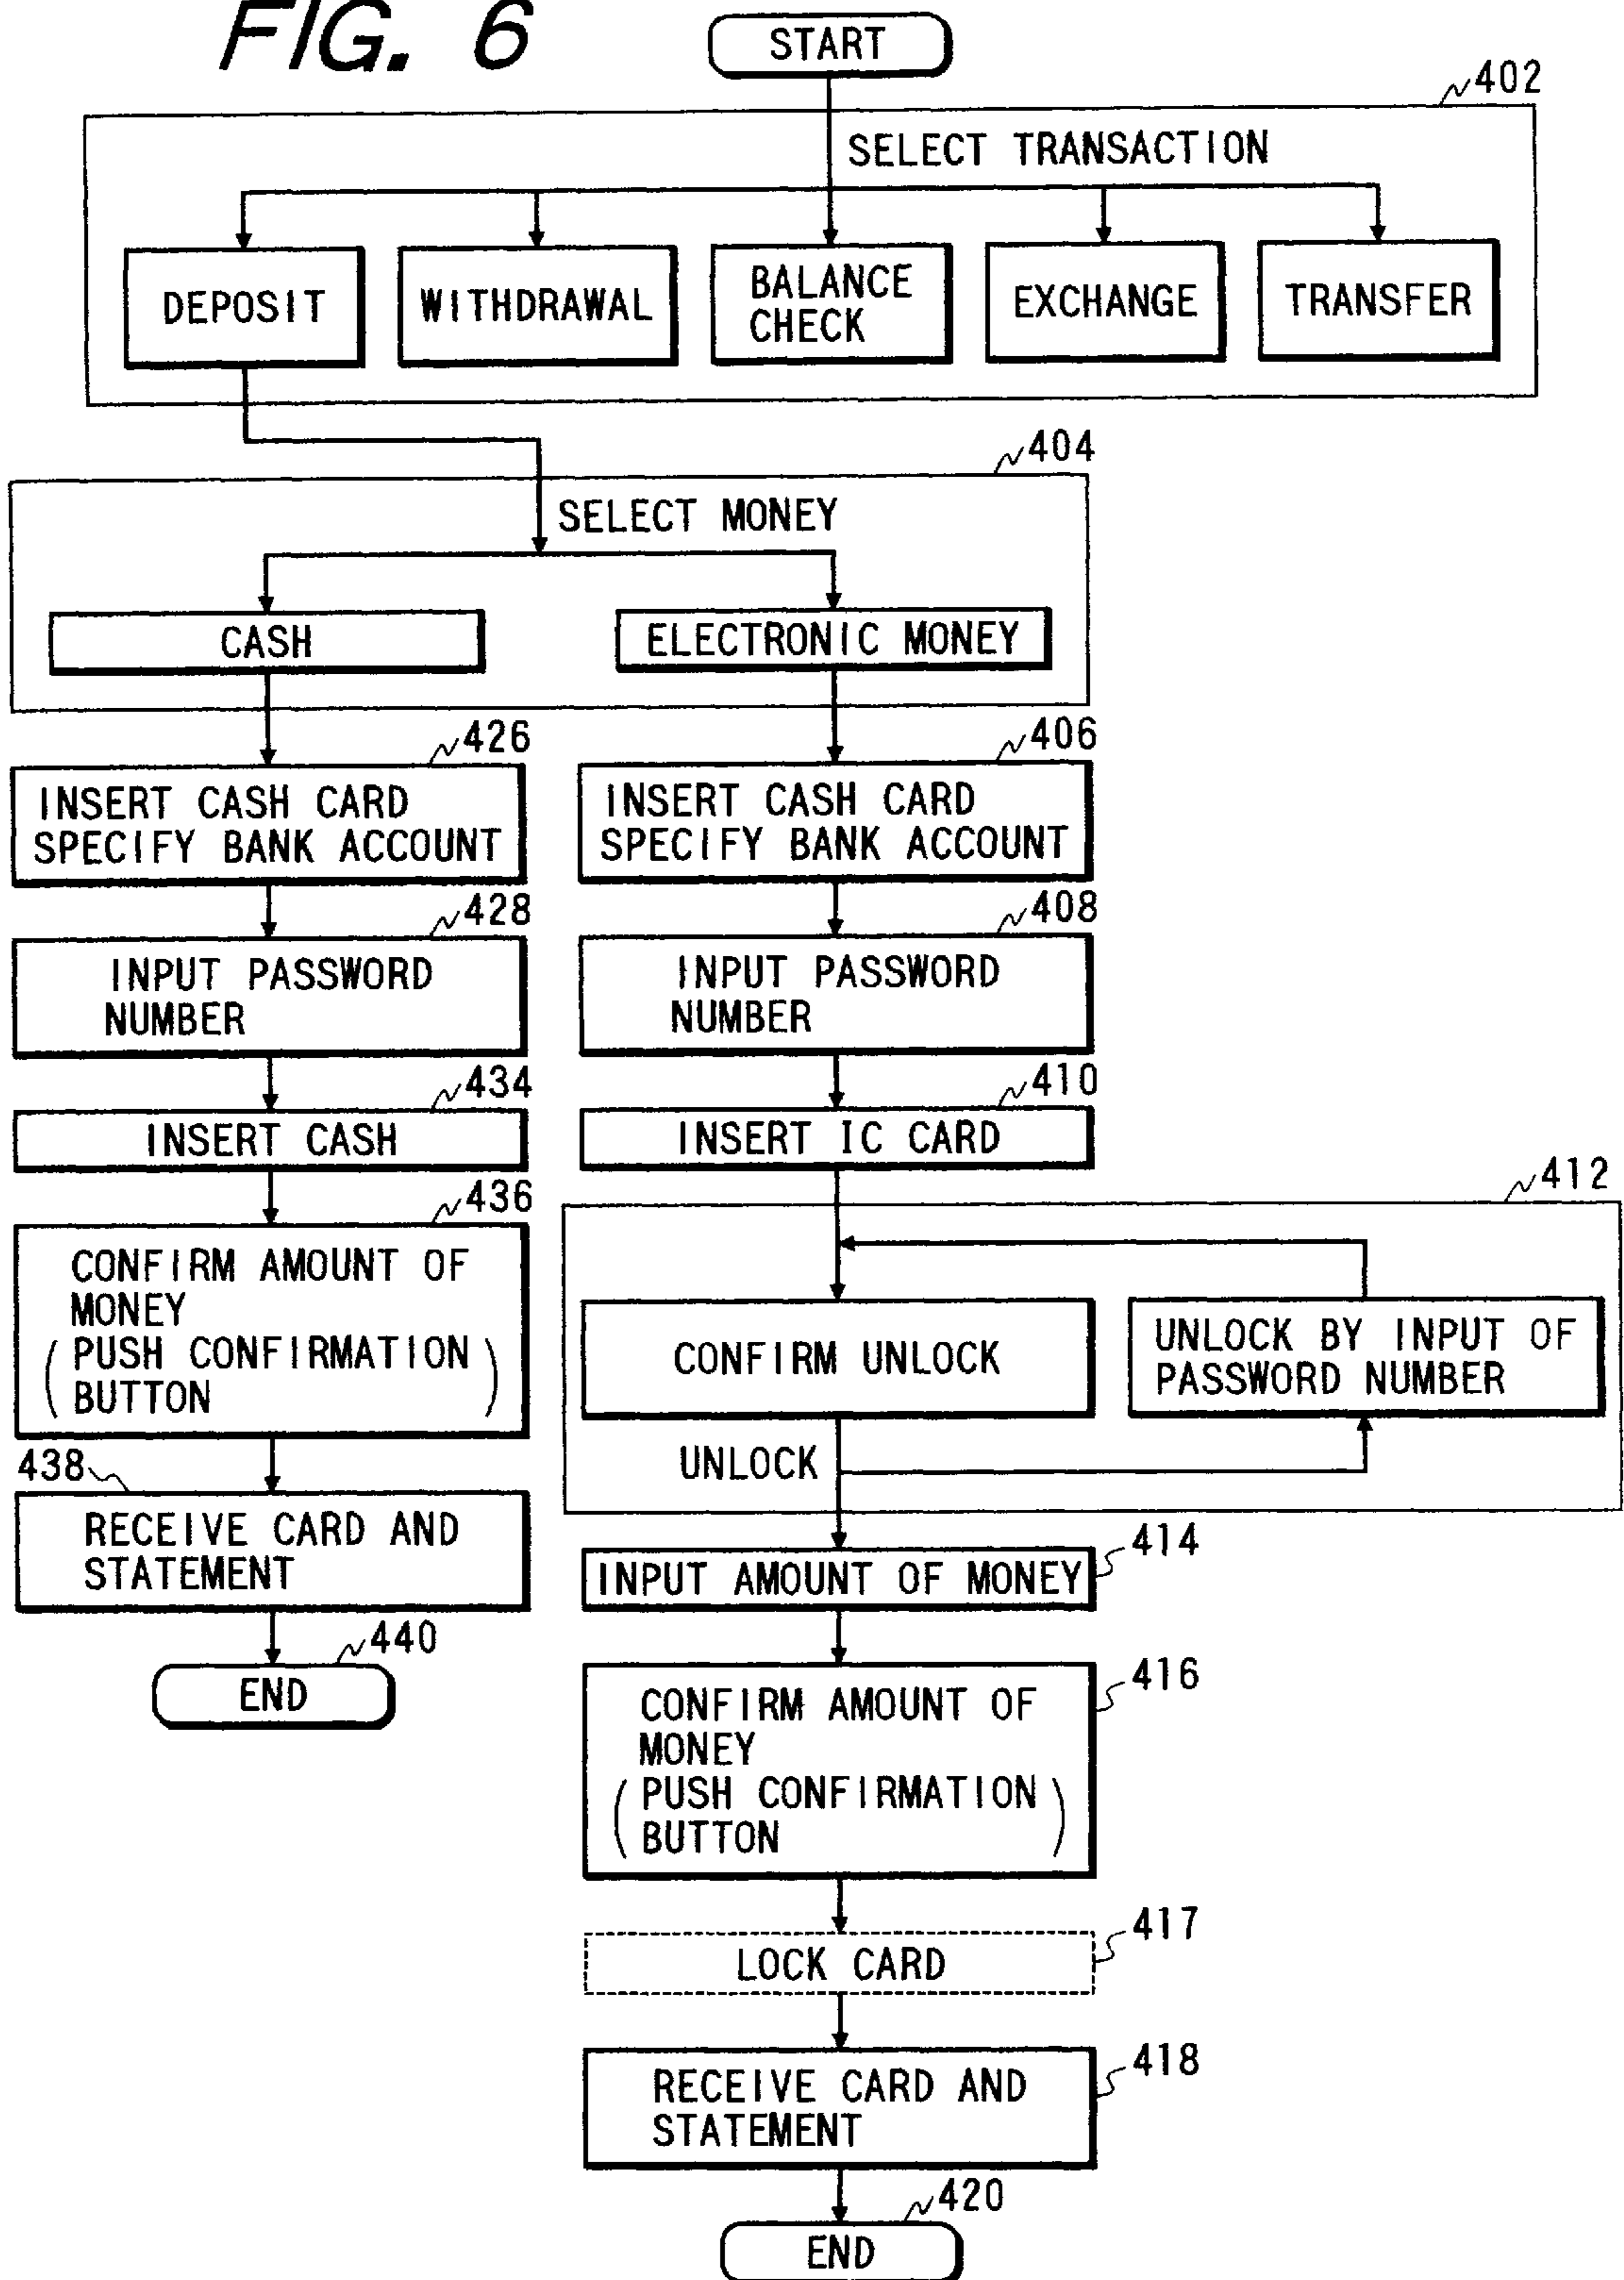 FIG. 6
START
402
SELECT TRANSACTION
DEPOSIT
WITHDRAWAL
BALANCE
CHECK
EXCHANGE
TRANSFER
404
SELECT MONEY
CASH
ELECTRONIC MONEY
426
INSERT CASH CARD
SPECIFY BANK ACCOUNT
428
INPUT PASSWORD
NUMBER
434
INSERT CASH
436
CONFIRM AMOUNT OF
MONEY
(PUSH CONFIRMATION
BUTTON)
438
RECEIVE CARD AND
STATEMENT
440
END
406
INSERT CASH CARD
SPECIFY BANK ACCOUNT
408
INPUT PASSWORD
NUMBER
410
INSERT IC CARD
412
CONFIRM UNLOCK
UNLOCK BY INPUT OF
PASSWORD NUMBER
UNLOCK
414
INPUT AMOUNT OF MONEY
416
CONFIRM AMOUNT OF
MONEY
(PUSH CONFIRMATION
BUTTON)
417
LOCK CARD
418
RECEIVE CARD AND
STATEMENT
420
END